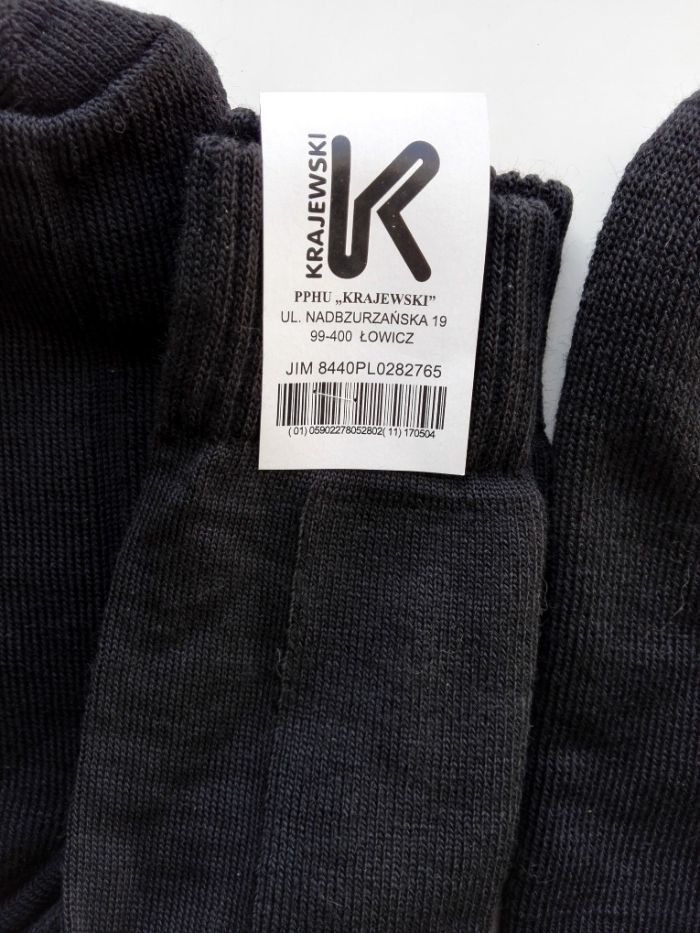 KRAJEWSKI
PPHU „KRAJEWSKI”
UL. NADBZURZAŃSKA 19
99-400 ŁOWICZ
JIM 8440PL0282765
(01)05902278052802(11)170504